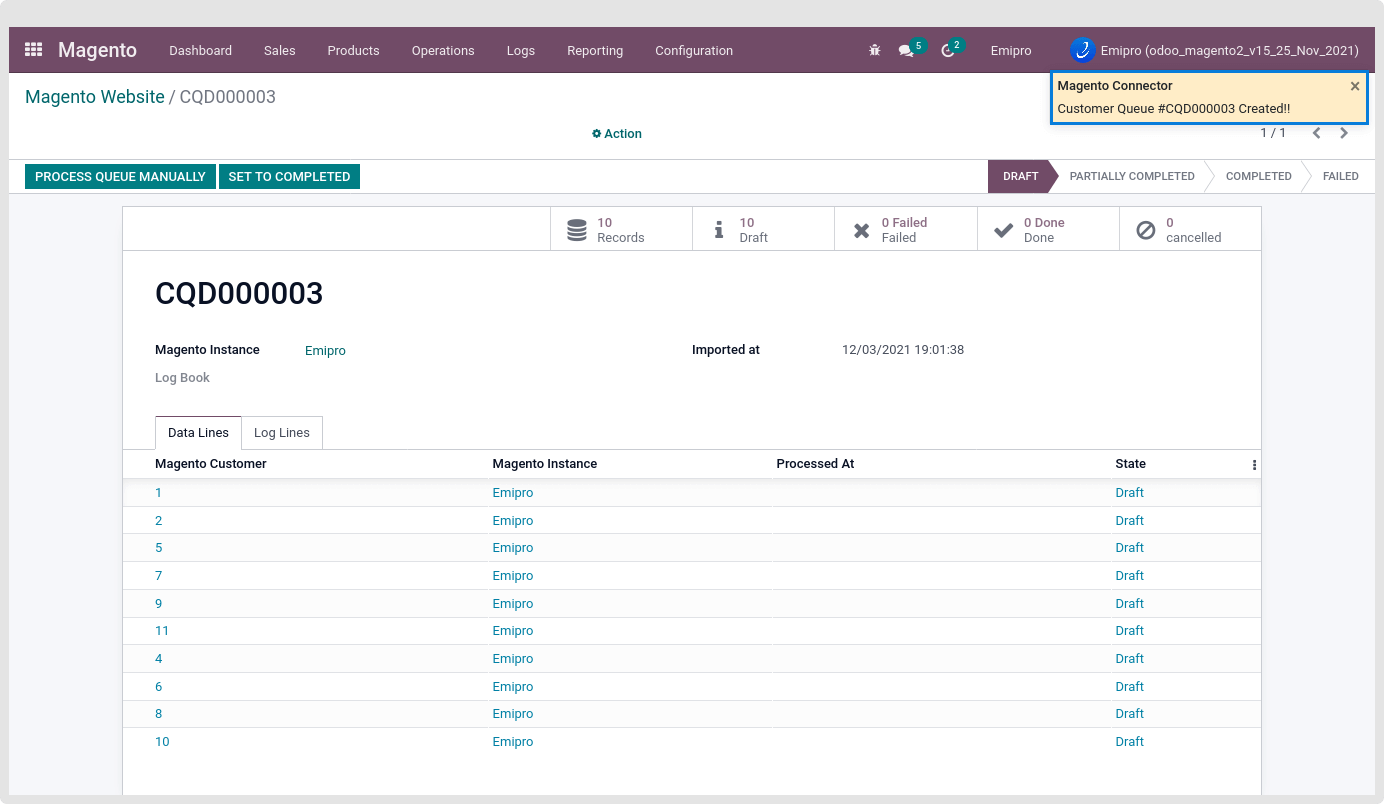 Magento Dashboard Sales Products Operations Logs Reporting Configuration 5 2 Emipro Emipro (odoo_magento2_v15_25_Nov_2021)
Magento Website / CQD000003
Magento Connector ×
Customer Queue #CQD000003 Created!!
Action 1 / 1
PROCESS QUEUE MANUALLY SET TO COMPLETED DRAFT PARTIALLY COMPLETED COMPLETED FAILED
10 10 0 Failed 0 Done 0
Records Draft Failed Done cancelled
CQD000003
Magento Instance Emipro Imported at 12/03/2021 19:01:38
Log Book
Data Lines Log Lines
Magento Customer Magento Instance Processed At State
1 Emipro Draft
2 Emipro Draft
5 Emipro Draft
7 Emipro Draft
9 Emipro Draft
11 Emipro Draft
4 Emipro Draft
6 Emipro Draft
8 Emipro Draft
10 Emipro Draft